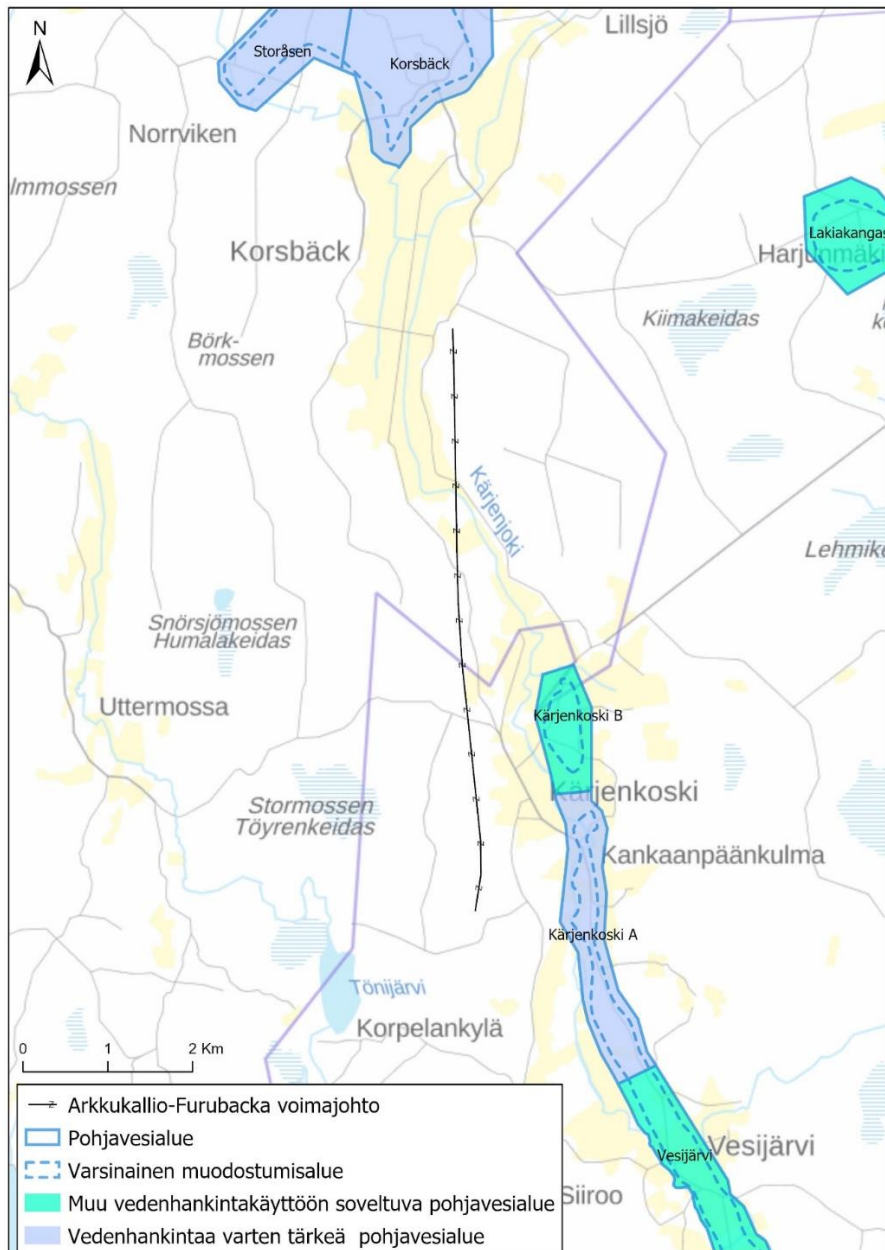 Lillsjö
N
Storåsen
Korsbäck
Norrviken
lmmossen
Lakiakangas
Harjunmäki
Korsbäck
Kiimakeidas
Börk-
mossen
Kärjenjoki
Lehmike
Snörsjömossen
Humalakeidas
Uttermossa
Kärjenkoski B
Kärjenkoski
Stormossen
Töyrenkeidas
Kankaanpäänkulma
Kärjenkoski A
Tönijärvi
Korpelankylä
0 1 2 Km
Arkkukallio-Furubacka voimajohto
Pohjavesialue
Varsinainen muodostumisalue
Muu vedenhankintakäyttöön soveltuva pohjavesialue
Vedenhankintaa varten tärkeä pohjavesialue
Vesijärvi
Vesijärvi
Siiroo